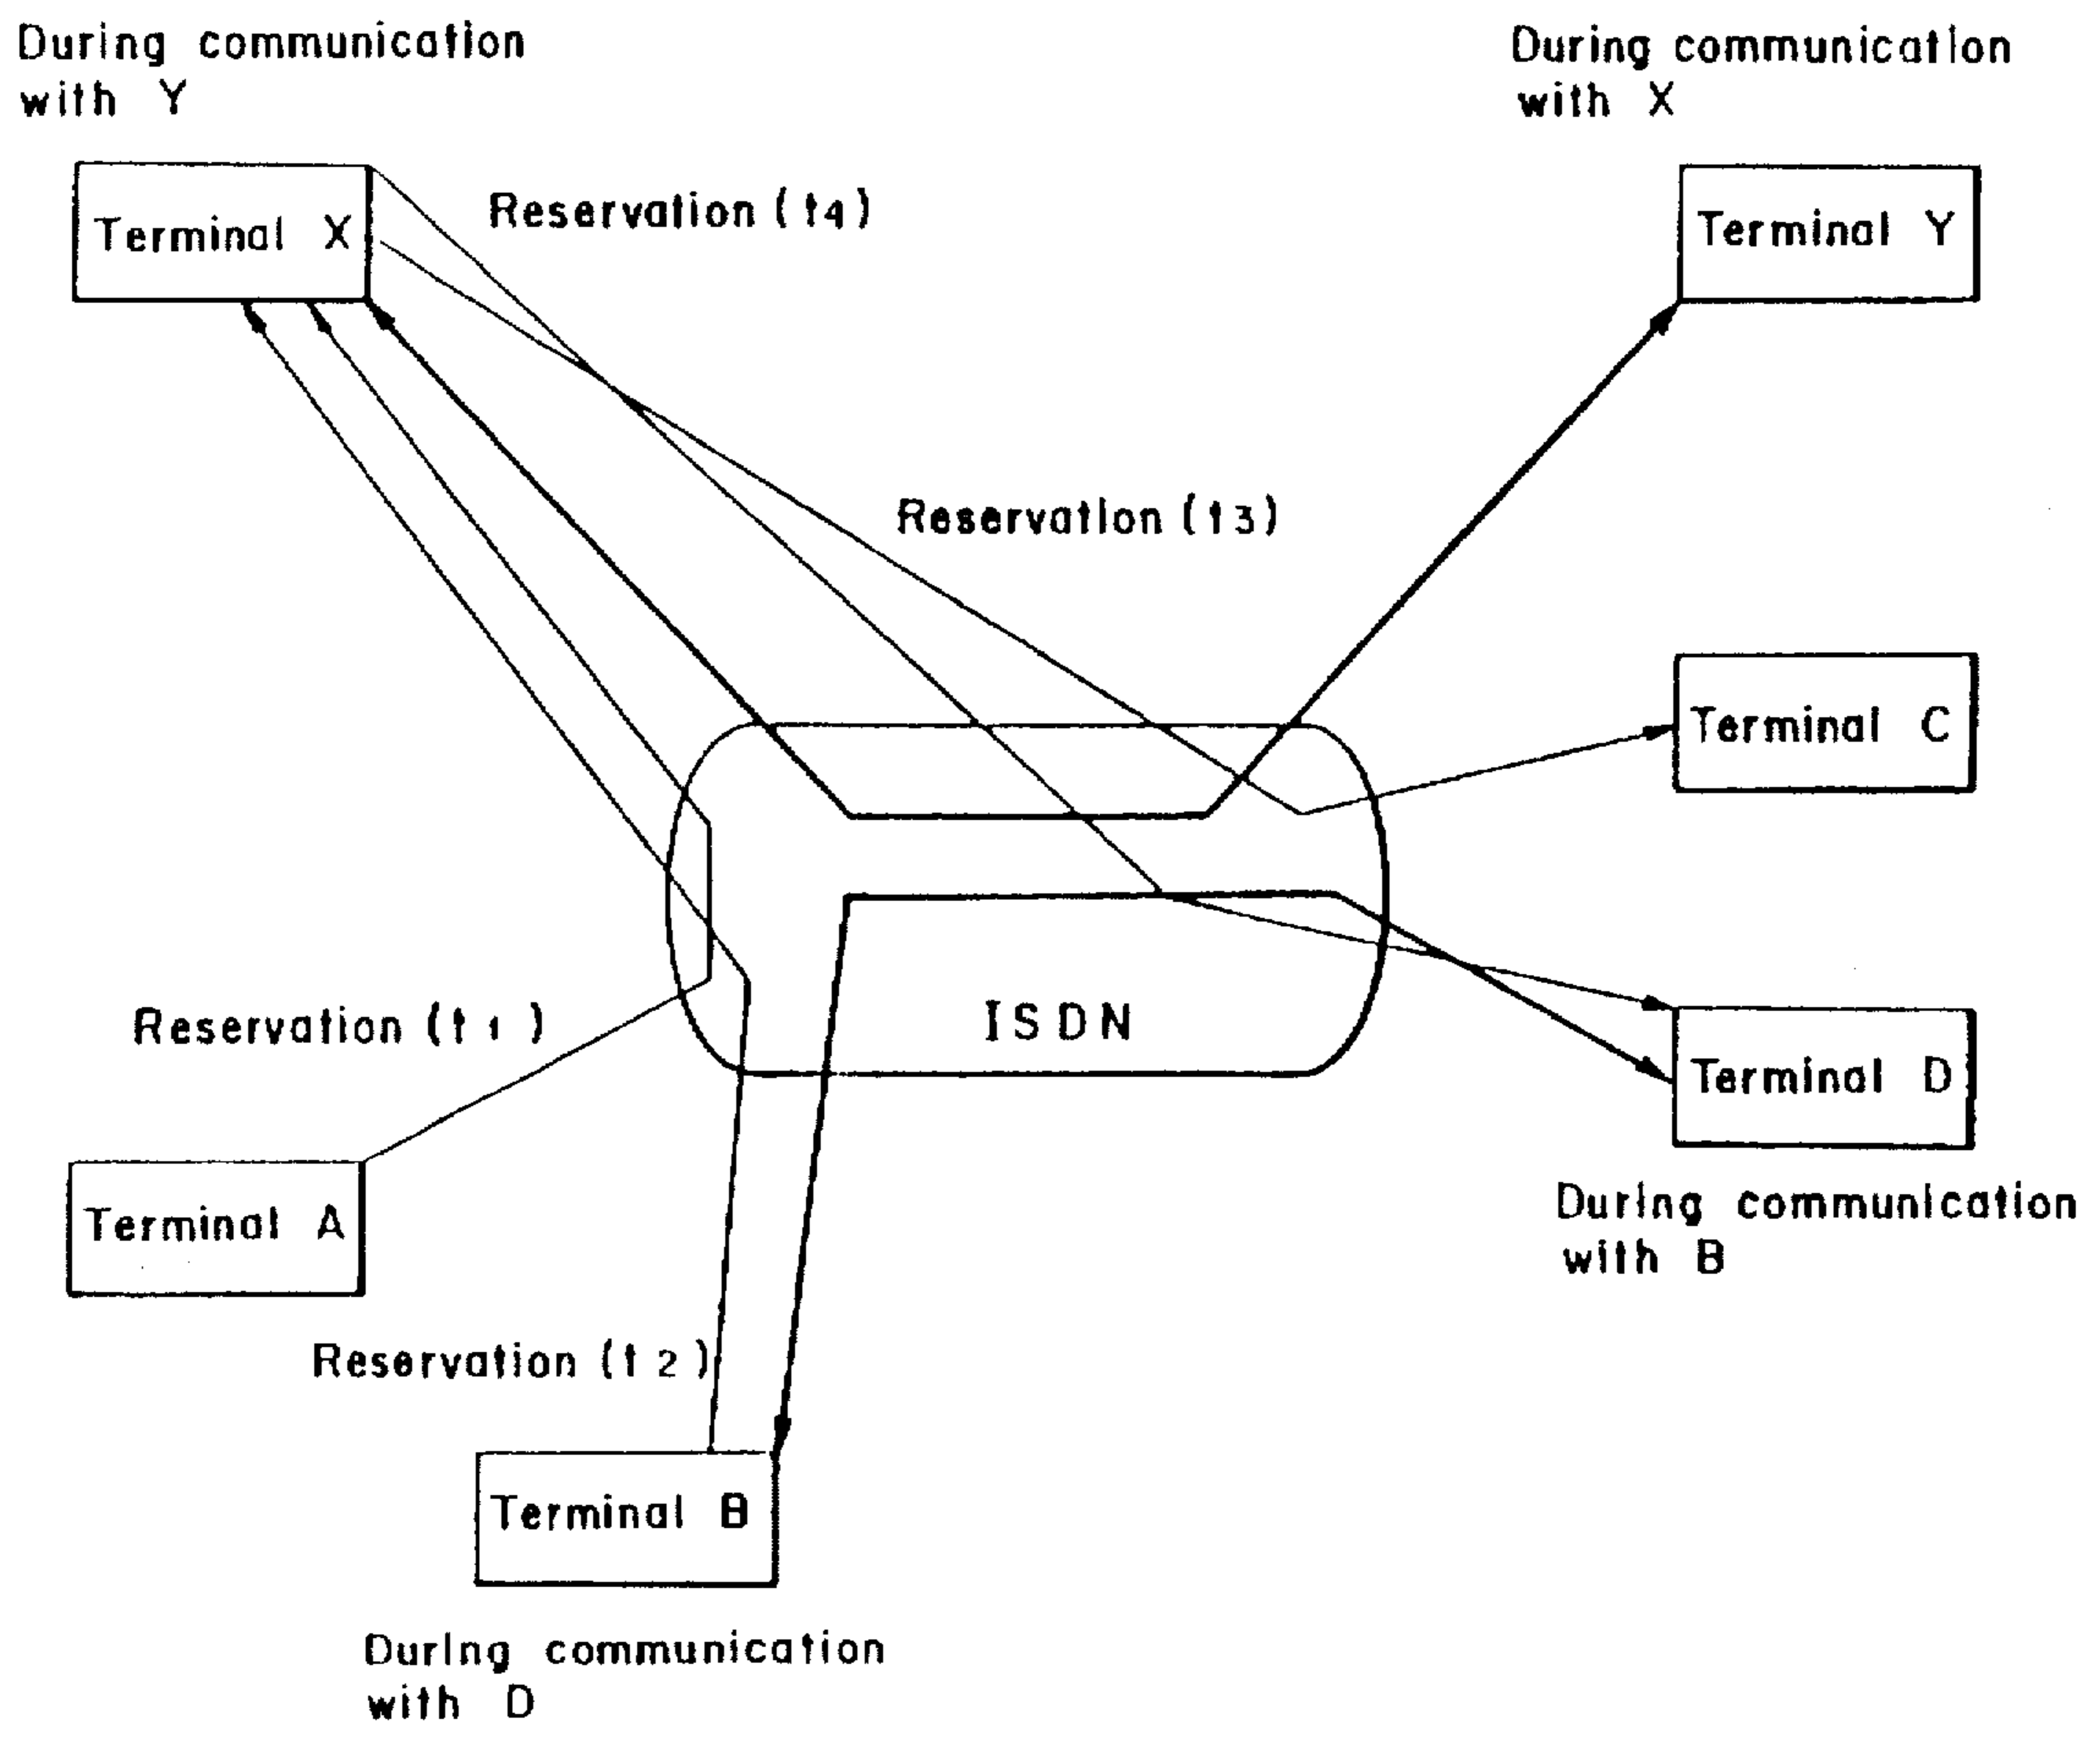 During communication
with Y
During communication
with X
Terminal X
Reservation (t4)
Terminal Y
Reservation (t3)
Terminal C
ISDN
Reservation (t1)
Terminal D
Terminal A
During communication
with B
Reservation (t2)
Terminal B
During communication
with D